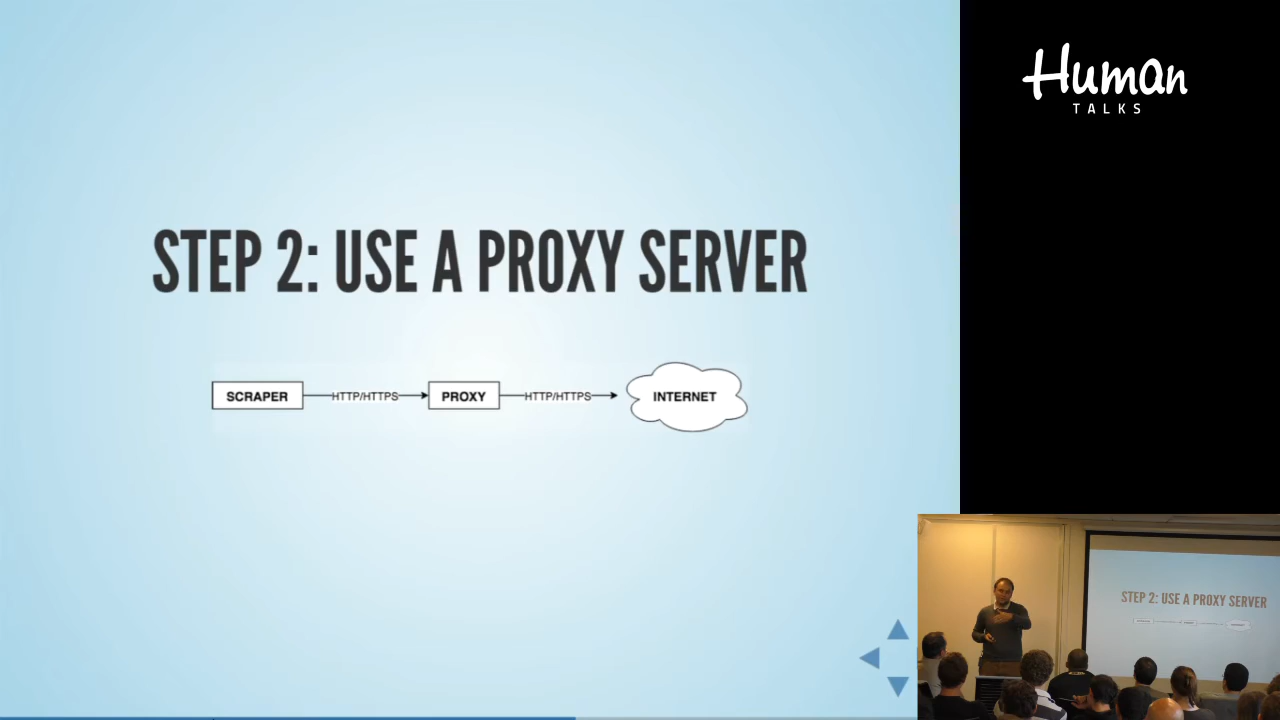 Human
TALKS
STEP 2: USE A PROXY SERVER
SCRAPER
HTTP/HTTPS
PROXY
HTTP/HTTPS
INTERNET
STEP 2: USE A PROXY SERVER